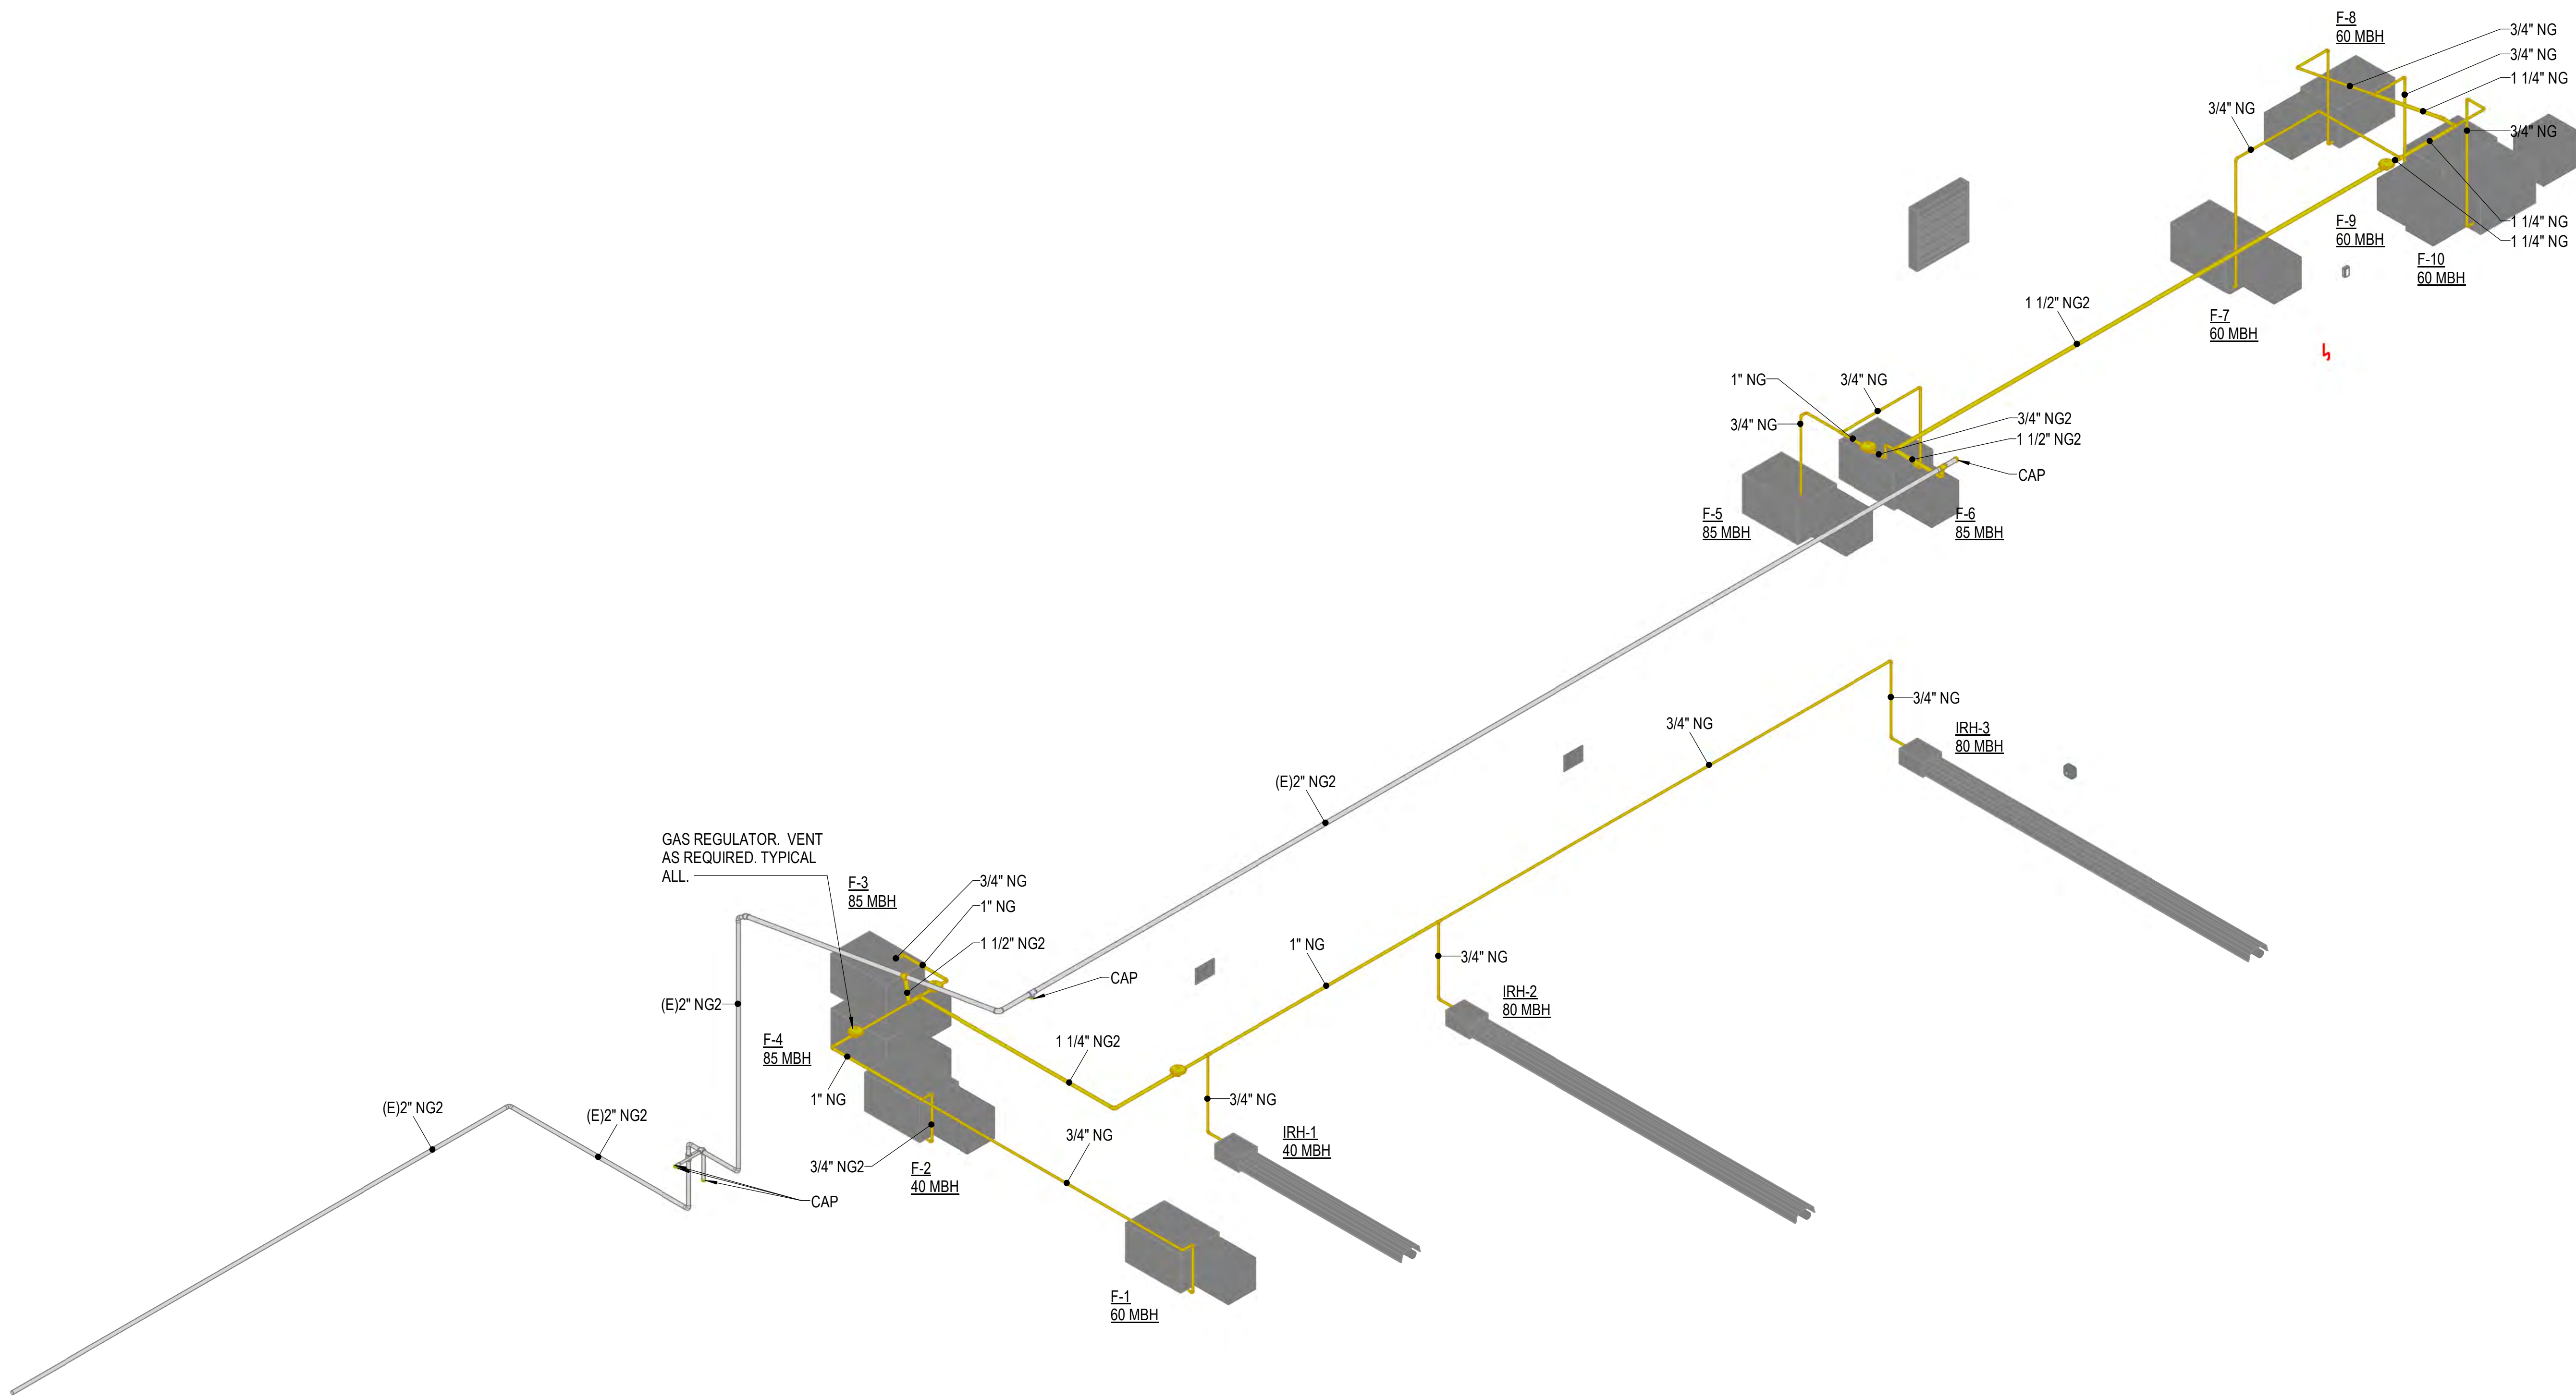 F-8
60 MBH
3/4" NG
3/4" NG
1 1/4" NG
3/4" NG
3/4" NG
1 1/4" NG
1 1/4" NG
F-9
60 MBH
F-10
60 MBH
F-7
60 MBH
1 1/2" NG2
1" NG
3/4" NG
3/4" NG
3/4" NG2
1 1/2" NG2
CAP
F-5
85 MBH
F-6
85 MBH
3/4" NG
3/4" NG
IRH-3
80 MBH
(E)2" NG2
GAS REGULATOR. VENT
AS REQUIRED. TYPICAL
ALL.
F-3
85 MBH
3/4" NG
1" NG
1 1/2" NG2
CAP
1" NG
3/4" NG
IRH-2
80 MBH
(E)2" NG2
F-4
85 MBH
1 1/4" NG2
1" NG
3/4" NG
(E)2" NG2
(E)2" NG2
3/4" NG
IRH-1
40 MBH
3/4" NG2
F-2
40 MBH
CAP
F-1
60 MBH